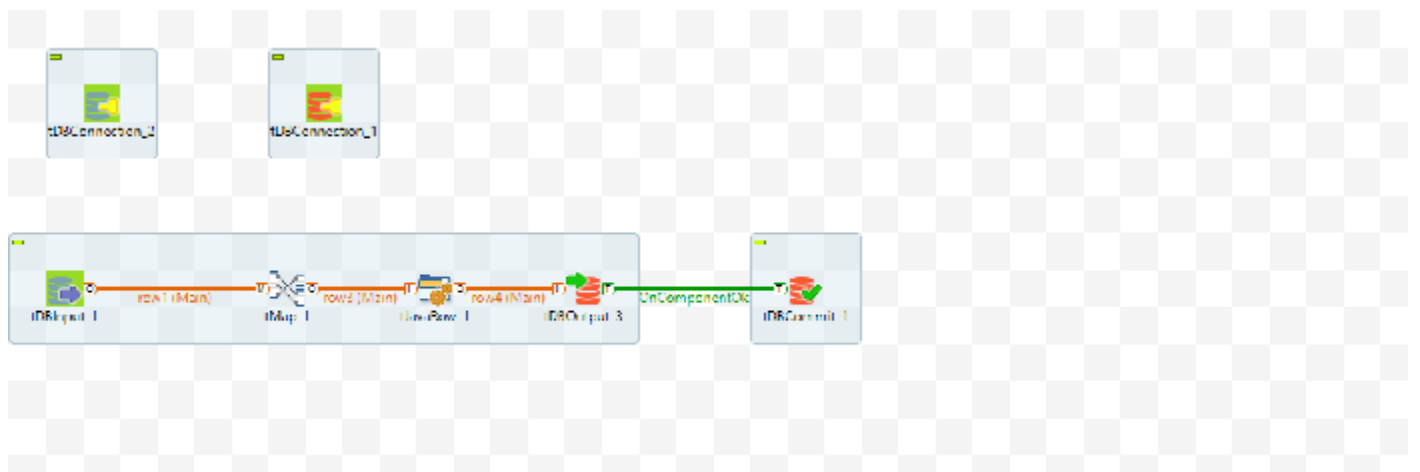 tDBConnection_2
tDBConnection_1
row1 (Main)
row3 (Main)
row4 (Main)
OnComponentOk
tDBInput_1
tMap_1
tJavaRow_1
tDBOutput_3
tDBCommit_1